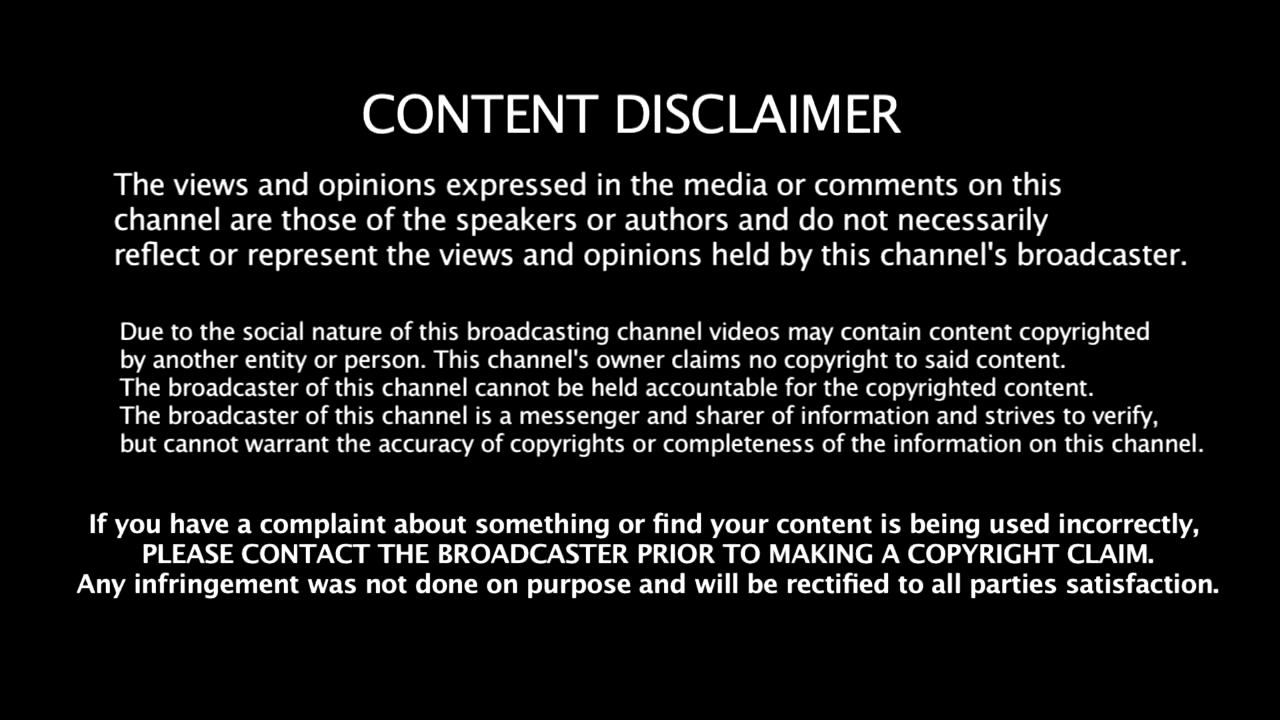 CONTENT DISCLAIMER
The views and opinions expressed in the media or comments on this
channel are those of the speakers or authors and do not necessarily
reflect or represent the views and opinions held by this channel's broadcaster.
Due to the social nature of this broadcasting channel videos may contain content copyrighted
by another entity or person. This channel's owner claims no copyright to said content.
The broadcaster of this channel cannot be held accountable for the copyrighted content.
The broadcaster of this channel is a messenger and sharer of information and strives to verify,
but cannot warrant the accuracy of copyrights or completeness of the information on this channel.
If you have a complaint about something or find your content is being used incorrectly,
PLEASE CONTACT THE BROADCASTER PRIOR TO MAKING A COPYRIGHT CLAIM.
Any infringement was not done on purpose and will be rectified to all parties satisfaction.